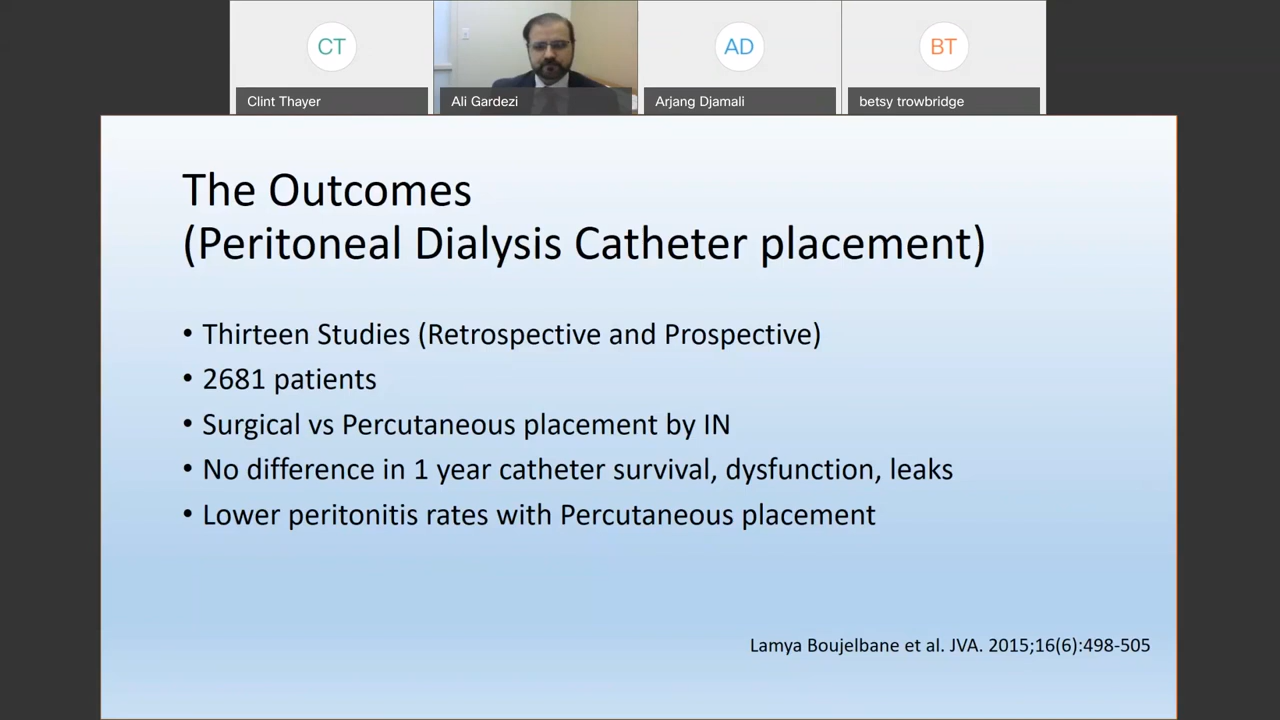 CT
AD
BT
Clint Thayer
Ali Gardezi
Arjang Djamali
betsy trowbridge
The Outcomes
(Peritoneal Dialysis Catheter placement)
• Thirteen Studies (Retrospective and Prospective)
• 2681 patients
• Surgical vs Percutaneous placement by IN
• No difference in 1 year catheter survival, dysfunction, leaks
• Lower peritonitis rates with Percutaneous placement
Lamya Boujelbane et al. JVA. 2015;16(6):498-505